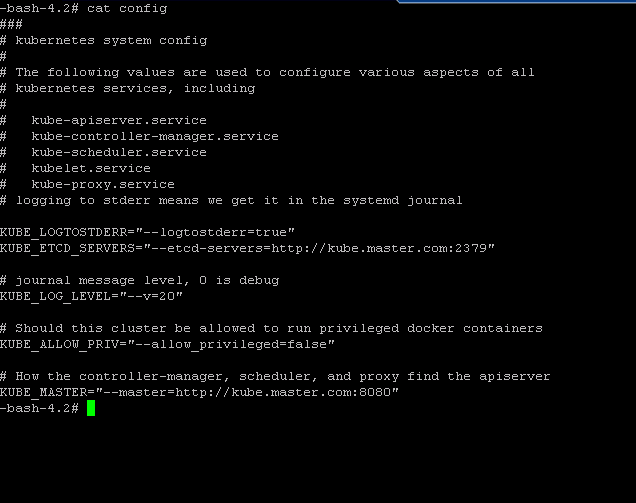 -bash-4.2# cat config
###
# kubernetes system config
#
# The following values are used to configure various aspects of all
# kubernetes services, including
#
#   kube-apiserver.service
#   kube-controller-manager.service
#   kube-scheduler.service
#   kubelet.service
#   kube-proxy.service
# logging to stderr means we get it in the systemd journal

KUBE_LOGTOSTDERR="--logtostderr=true"
KUBE_ETCD_SERVERS="--etcd-servers=http://kube.master.com:2379"

# journal message level, 0 is debug
KUBE_LOG_LEVEL="--v=20"

# Should this cluster be allowed to run privileged docker containers
KUBE_ALLOW_PRIV="--allow_privileged=false"

# How the controller-manager, scheduler, and proxy find the apiserver
KUBE_MASTER="--master=http://kube.master.com:8080"
-bash-4.2#